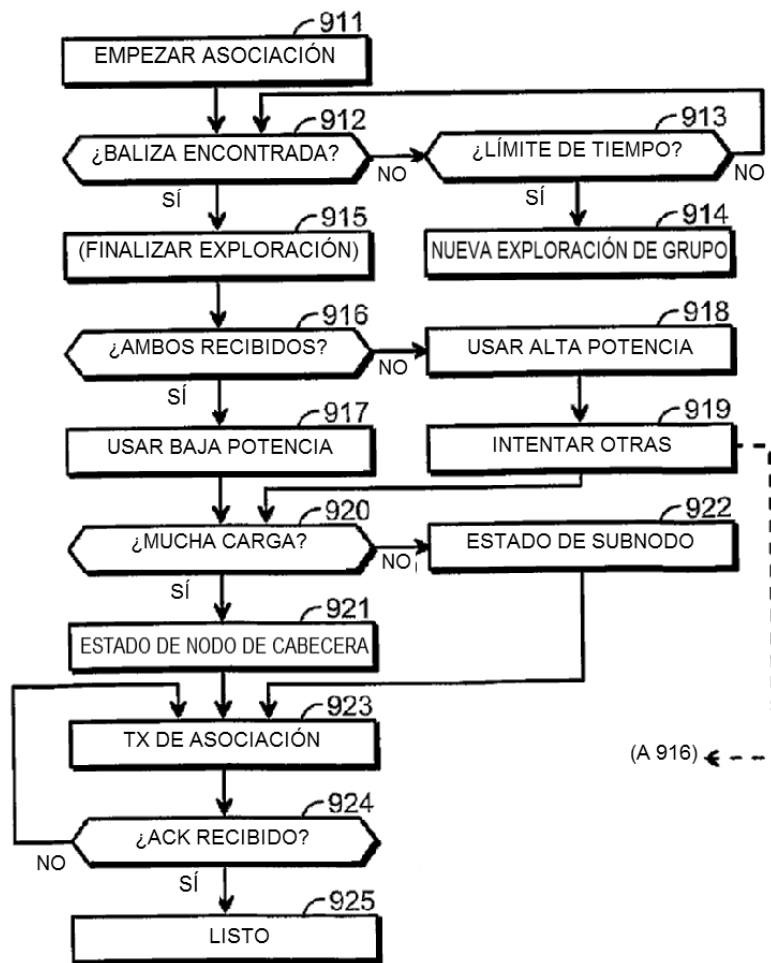 911
EMPEZAR ASOCIACIÓN
912
¿BALIZA ENCONTRADA?
NO
SÍ
913
¿LÍMITE DE TIEMPO?
NO
SÍ
915
(FINALIZAR EXPLORACIÓN)
914
NUEVA EXPLORACIÓN DE GRUPO
916
¿AMBOS RECIBIDOS?
NO
SÍ
918
USAR ALTA POTENCIA
917
USAR BAJA POTENCIA
919
INTENTAR OTRAS
920
¿MUCHA CARGA?
NO
SÍ
922
ESTADO DE SUBNODO
921
ESTADO DE NODO DE CABECERA
923
TX DE ASOCIACIÓN
(A 916)
924
¿ACK RECIBIDO?
NO
SÍ
925
LISTO